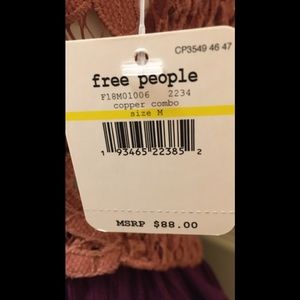 CP3549 46 47
free people
F18M01006 2234
copper combo
size M
1 93465 22385 2
MSRP $88.00